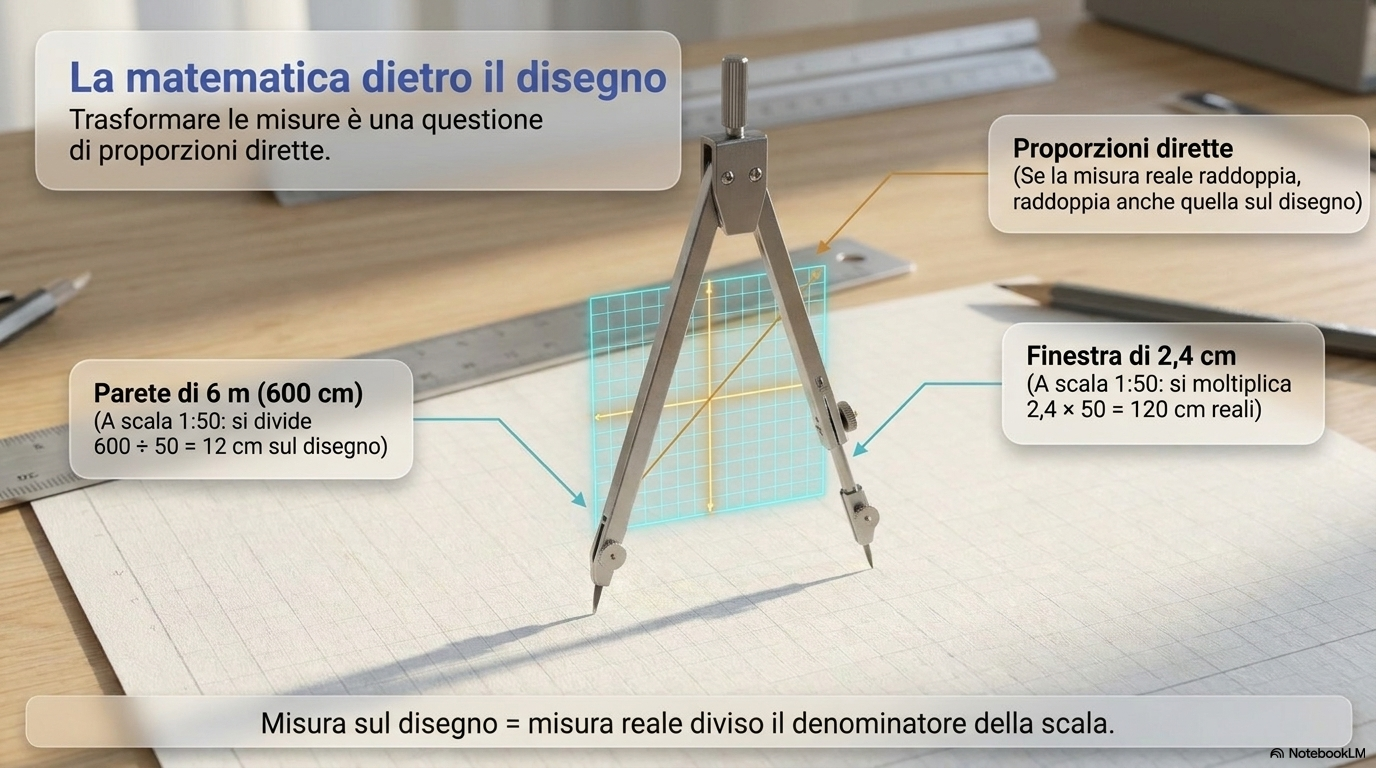 La matematica dietro il disegno
Trasformare le misure è una questione
di proporzioni dirette.
Proporzioni dirette
(Se la misura reale raddoppia,
raddoppia anche quella sul disegno)
Parete di 6 m (600 cm)
(A scala 1:50: si divide
600 ÷ 50 = 12 cm sul disegno)
Finestra di 2,4 cm
(A scala 1:50: si moltiplica
2,4 × 50 = 120 cm reali)
Misura sul disegno = misura reale diviso il denominatore della scala.
NotebookLM